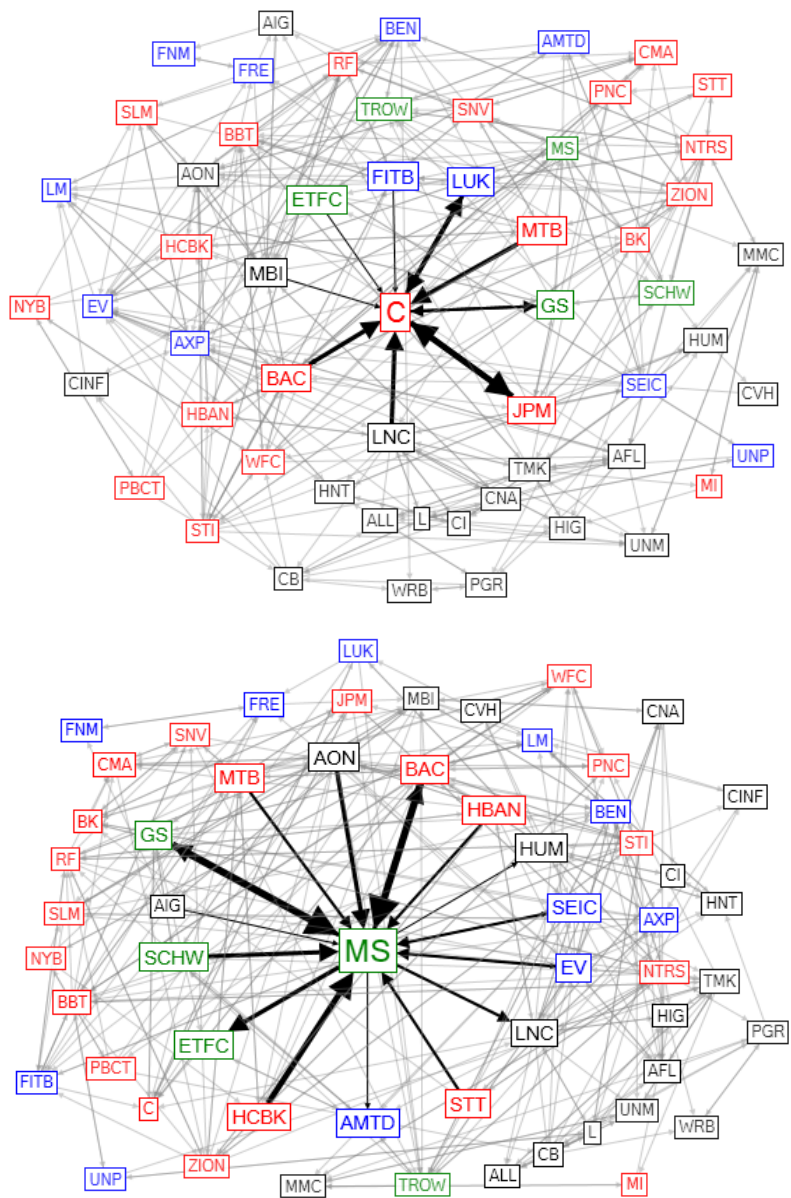 AIG
BEN
FNM
AMTD
CMA
FRE
RF
PNC
STT
SLM
TROW
SNV
BBT
MS
NTRS
AON
FITB
LUK
LM
ETFC
ZION
MTB
BK
HCBK
MMC
MBI
SCHW
NYB
EV
C
GS
AXP
HUM
BAC
SEIC
CINF
CVH
HBAN
JPM
LNC
WFC
TMK
AFL
UNP
PBCT
HNT
CNA
MI
STI
ALL
L
CI
HIG
UNM
CB
WRB
PGR
LUK
WFC
FRE
JPM
MBI
CVH
CNA
FNM
SNV
LM
CMA
MTB
AON
BAC
PNC
CINF
BK
GS
HBAN
BEN
RF
HUM
STI
CI
SLM
AIG
SEIC
AXP
HNT
NYB
SCHW
MS
EV
NTRS
TMK
BBT
HIG
ETFC
LNC
PGR
FITB
PBCT
AFL
C
HCBK
AMTD
STT
UNM
WRB
L
ZION
CB
UNP
MMC
TROW
ALL
MI